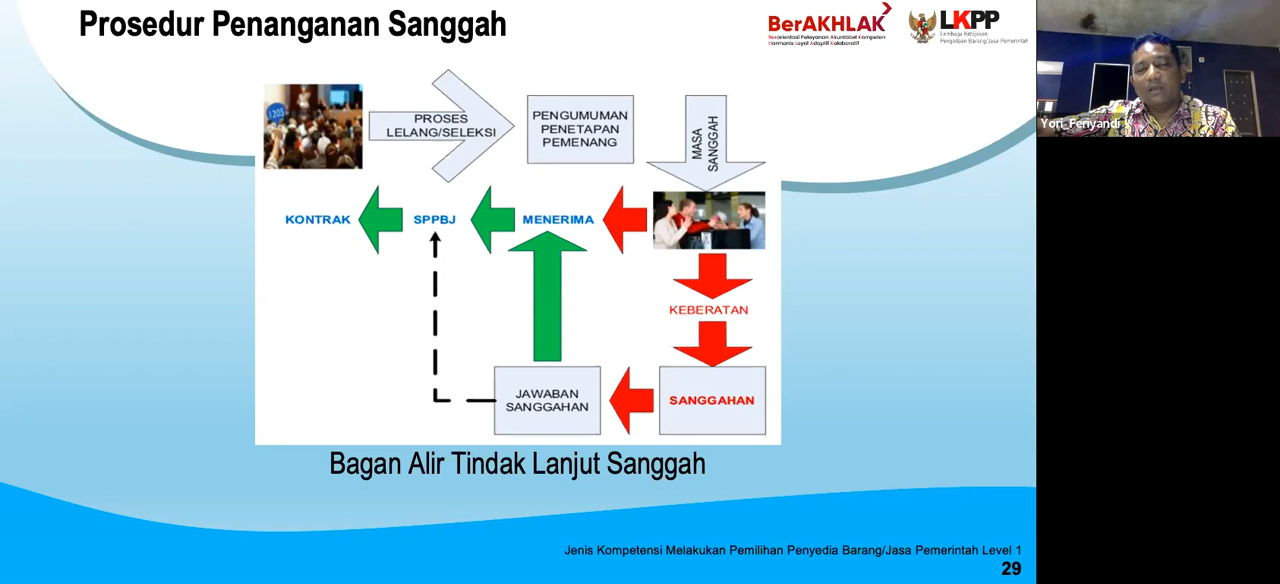 Prosedur Penanganan Sanggah
BerAKHLAK
Berorientasi Pelayanan Akuntabel Kompeten
Harmonis Loyal Adaptif Kolaboratif
LKPP
Lembaga Kebijakan
Pengadaan Barang/Jasa Pemerintah
1205
PROSES
LELANG/SELEKSI
PENGUMUMAN
PENETAPAN
PEMENANG
MASA
SANGGAH
Yori_Feriyandi
KONTRAK
SPPBJ
MENERIMA
KEBERATAN
JAWABAN
SANGGAHAN
SANGGAHAN
Bagan Alir Tindak Lanjut Sanggah
Jenis Kompetensi Melakukan Pemilihan Penyedia Barang/Jasa Pemerintah Level 1
29